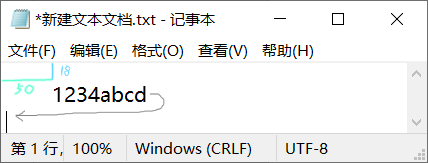 *新建文本文档.txt - 记事本
文件(F) 编辑(E) 格式(O) 查看(V) 帮助(H)
18
50
1234abcd
第 1 行, 100% Windows (CRLF) UTF-8